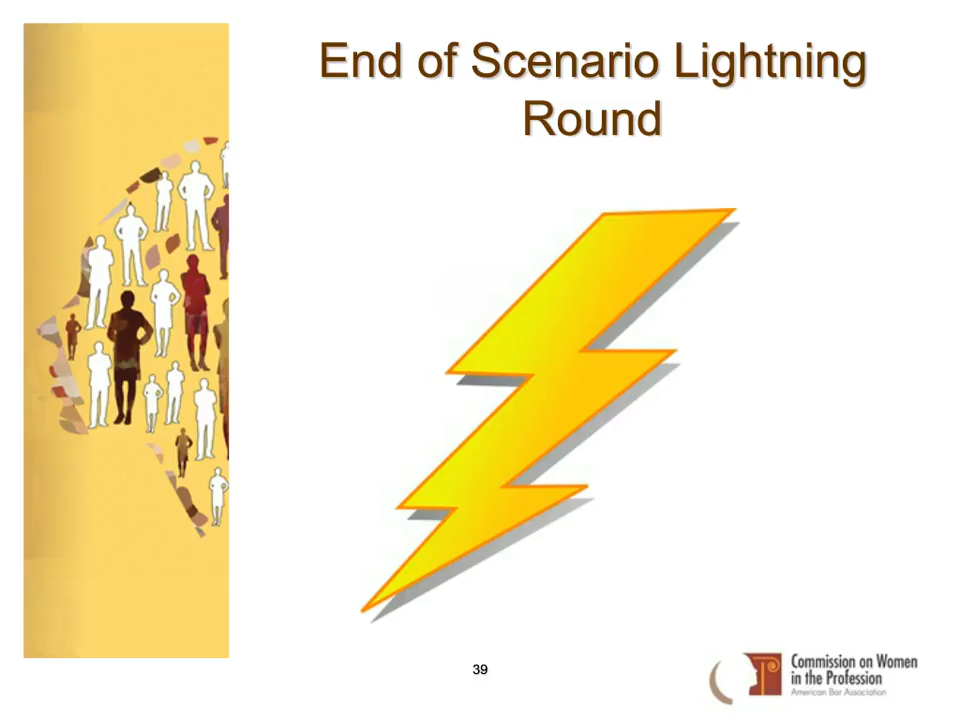 End of Scenario Lightning
Round
39
Commission on Women
in the Profession
American Bar Association